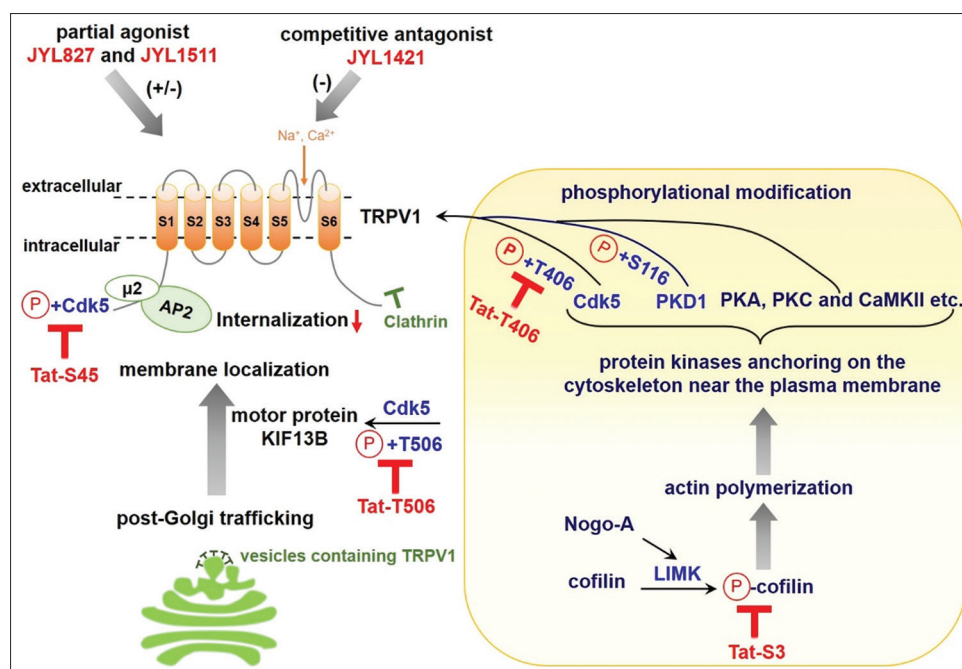 partial agonist
JYL827 and JYL1511
(+/-)
competitive antagonist
JYL1421
(-)
Na⁺, Ca²⁺
extracellular
intracellular
S1 S2 S3 S4 S5 S6
TRPV1
μ2
AP2
P +Cdk5
Tat-S45
Internalization
Clathrin
membrane localization
motor protein
KIF13B
Cdk5
P +T506
Tat-T506
post-Golgi trafficking
vesicles containing TRPV1
phosphorylational modification
P +T406
Tat-T406
P +S116
Cdk5
PKD1
PKA, PKC and CaMKII etc.
protein kinases anchoring on the
cytoskeleton near the plasma membrane
actin polymerization
Nogo-A
LIMK
cofilin
P -cofilin
Tat-S3